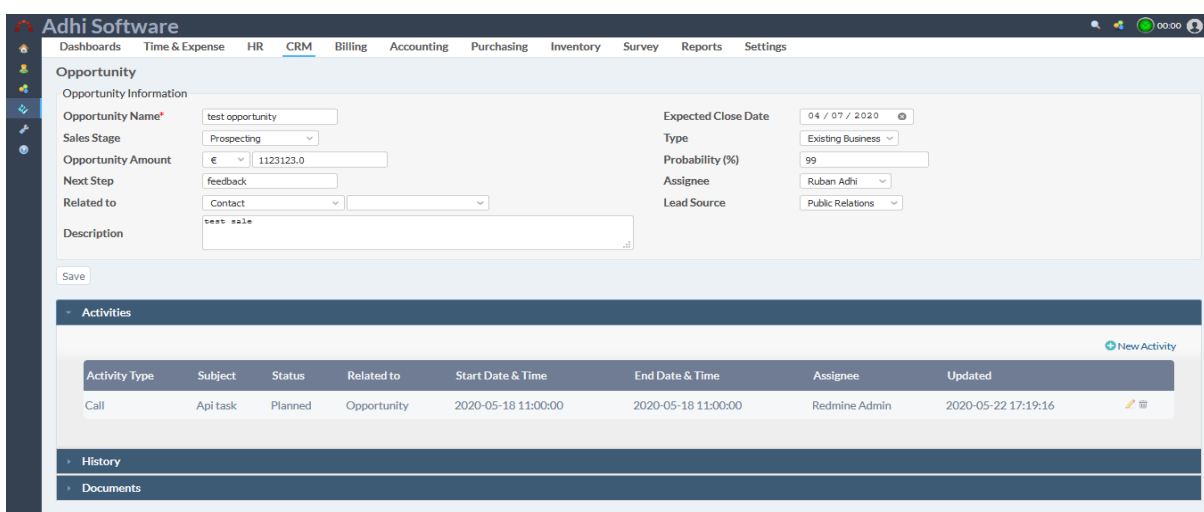 Adhi Software
00:00
Dashboards Time & Expense HR CRM Billing Accounting Purchasing Inventory Survey Reports Settings
Opportunity
Opportunity Information
Opportunity Name* test opportunity Expected Close Date 04 / 07 / 2020
Sales Stage Prospecting Type Existing Business
Opportunity Amount € 1123123.0 Probability (%) 99
Next Step feedback Assignee Ruban Adhi
Related to Contact Lead Source Public Relations
Description test sale
Save
Activities
New Activity
Activity Type Subject Status Related to Start Date & Time End Date & Time Assignee Updated
Call Api task Planned Opportunity 2020-05-18 11:00:00 2020-05-18 11:00:00 Redmine Admin 2020-05-22 17:19:16
History
Documents